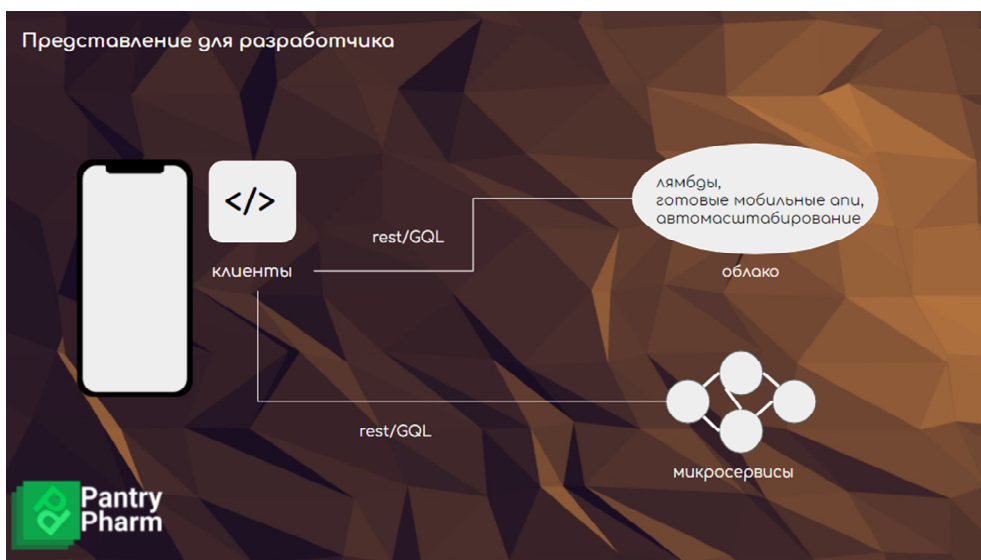 Представление для разработчика
</>
лямбды,
готовые мобильные апи,
автомасштабирование
rest/GQL
клиенты
облако
rest/GQL
микросервисы
Pantry
Pharm